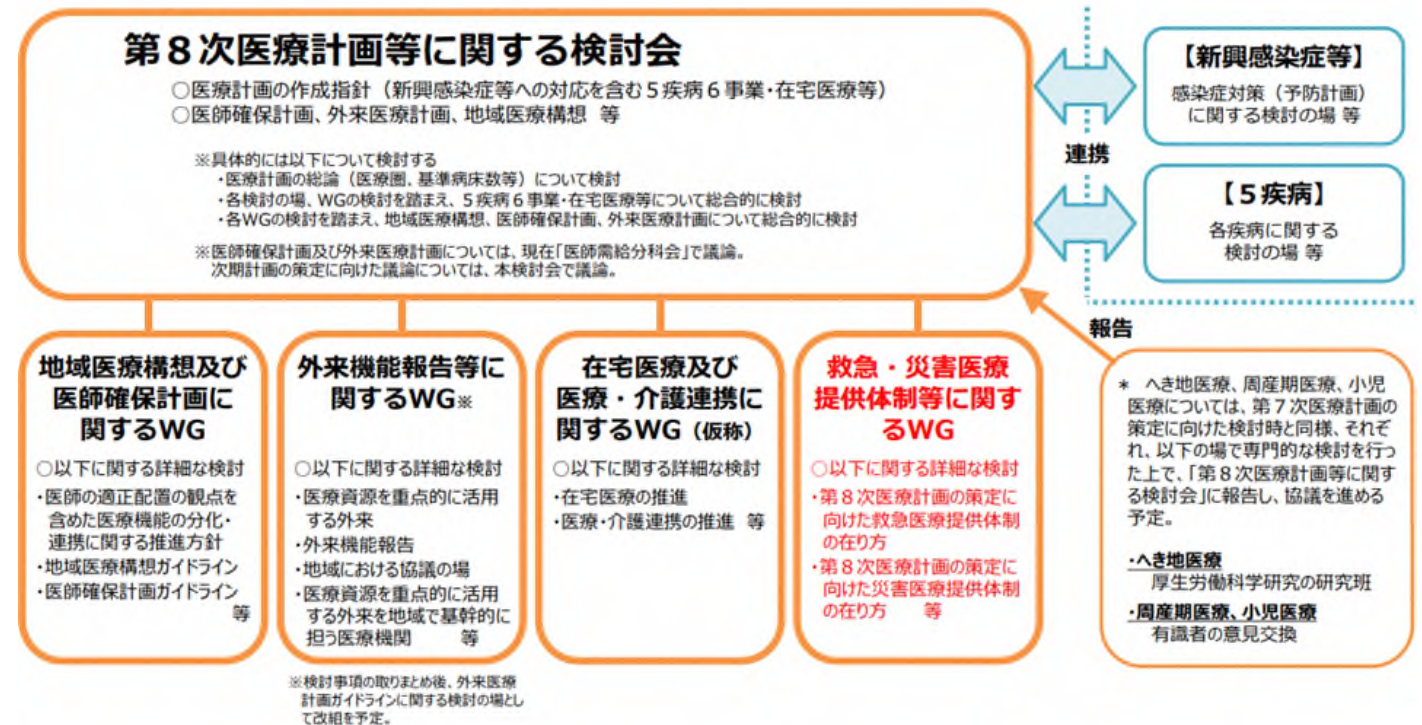 第８次医療計画等に関する検討会
○医療計画の作成指針（新興感染症等への対応を含む５疾病６事業・在宅医療等）
○医師確保計画、外来医療計画、地域医療構想 等
※具体的には以下について検討する
・医療計画の総論（医療圏、基準病床数等）について検討
・各検討の場、WGの検討を踏まえ、５疾病６事業・在宅医療等について総合的に検討
・各WGの検討を踏まえ、地域医療構想、医師確保計画、外来医療計画について総合的に検討
※医師確保計画及び外来医療計画については、現在「医師需給分科会」で議論。
次期計画の策定に向けた議論については、本検討会で議論。
連携
【新興感染症等】
感染症対策（予防計画）
に関する検討の場 等
【５疾病】
各疾病に関する
検討の場 等
報告
地域医療構想及び
医師確保計画に
関するWG
○以下に関する詳細な検討
・医師の適正配置の観点を
含めた医療機能の分化・
連携に関する推進方針
・地域医療構想ガイドライン
・医師確保計画ガイドライン
等
外来機能報告等に
関するWG※
○以下に関する詳細な検討
・医療資源を重点的に活用
する外来
・外来機能報告
・地域における協議の場
・医療資源を重点的に活用
する外来を地域で基幹的に
担う医療機関 等
※検討事項の取りまとめ後、外来医療
計画ガイドラインに関する検討の場とし
て改組を予定。
在宅医療及び
医療・介護連携に
関するWG（仮称）
○以下に関する詳細な検討
・在宅医療の推進
・医療・介護連携の推進 等
救急・災害医療
提供体制等に関す
るWG
○以下に関する詳細な検討
・第８次医療計画の策定に
向けた救急医療提供体制
の在り方
・第８次医療計画の策定に
向けた災害医療提供体制
の在り方 等
* へき地医療、周産期医療、小児
医療については、第７次医療計画の
策定に向けた検討時と同様、それぞ
れ、以下の場で専門的な検討を行っ
た上で、「第８次医療計画等に関す
る検討会」に報告し、協議を進める
予定。
・へき地医療
厚生労働科学研究の研究班
・周産期医療、小児医療
有識者の意見交換